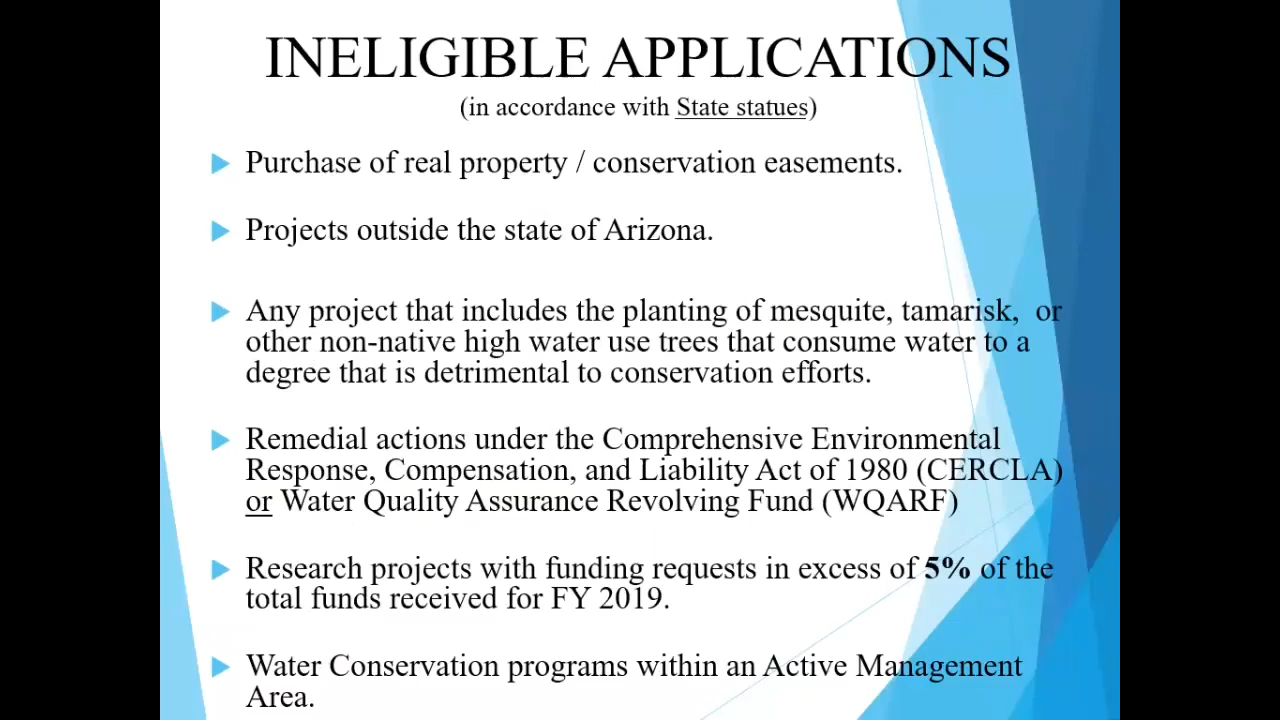 INELIGIBLE APPLICATIONS
(in accordance with State statues)
Purchase of real property / conservation easements.
Projects outside the state of Arizona.
Any project that includes the planting of mesquite, tamarisk, or
other non-native high water use trees that consume water to a
degree that is detrimental to conservation efforts.
Remedial actions under the Comprehensive Environmental
Response, Compensation, and Liability Act of 1980 (CERCLA)
or Water Quality Assurance Revolving Fund (WQARF)
Research projects with funding requests in excess of 5% of the
total funds received for FY 2019.
Water Conservation programs within an Active Management
Area.